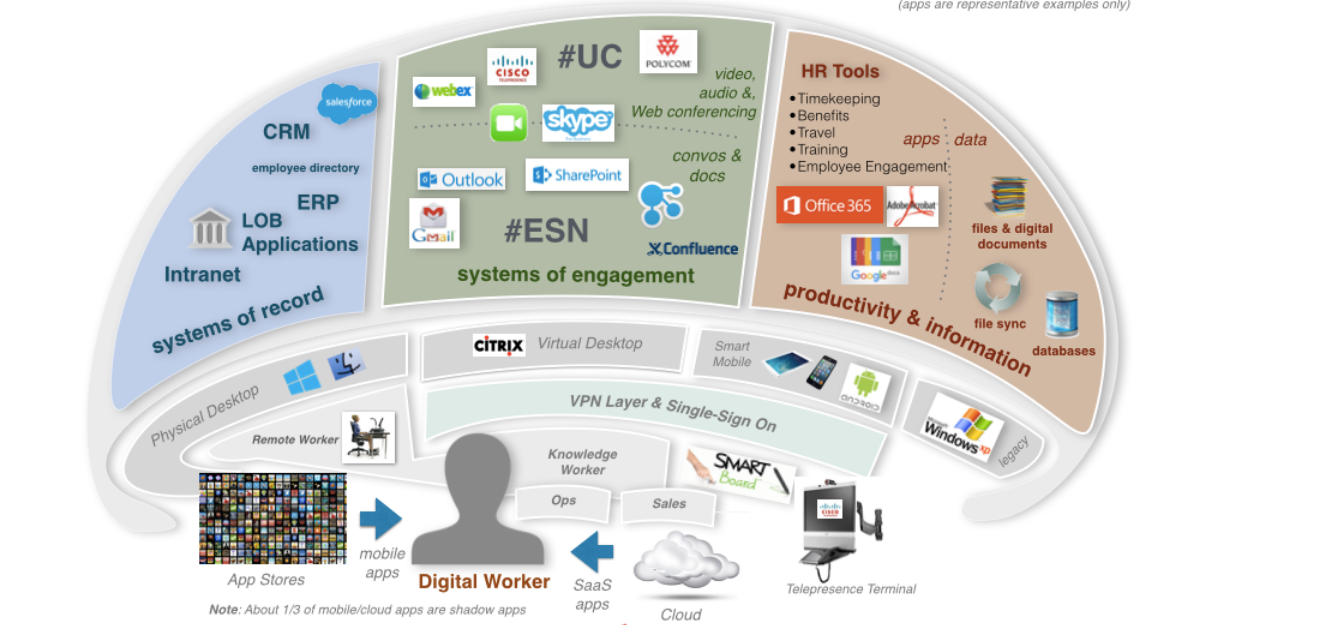 (apps are representative examples only)
salesforce
CRM
employee directory
ERP
LOB
Applications
Intranet
systems of record
#UC
CISCO
TELEPRESENCE
POLYCOM
webex
video,
audio &,
Web conferencing
skype
convos &
docs
Outlook
SharePoint
Gmail
#ESN
Confluence
systems of engagement
HR Tools
•Timekeeping
•Benefits
•Travel
•Training
•Employee Engagement
apps
data
Office 365
Adobe Acrobat
Google docs
files & digital
documents
file sync
databases
productivity & information
Physical Desktop
CITRIX
Virtual Desktop
Smart
Mobile
ANDROID
VPN Layer & Single-Sign On
Microsoft
Windows xp
legacy
Remote Worker
Knowledge
Worker
Ops
Sales
SMART
Board
CISCO
App Stores
mobile
apps
Digital Worker
SaaS
apps
Cloud
Telepresence Terminal
Note: About 1/3 of mobile/cloud apps are shadow apps